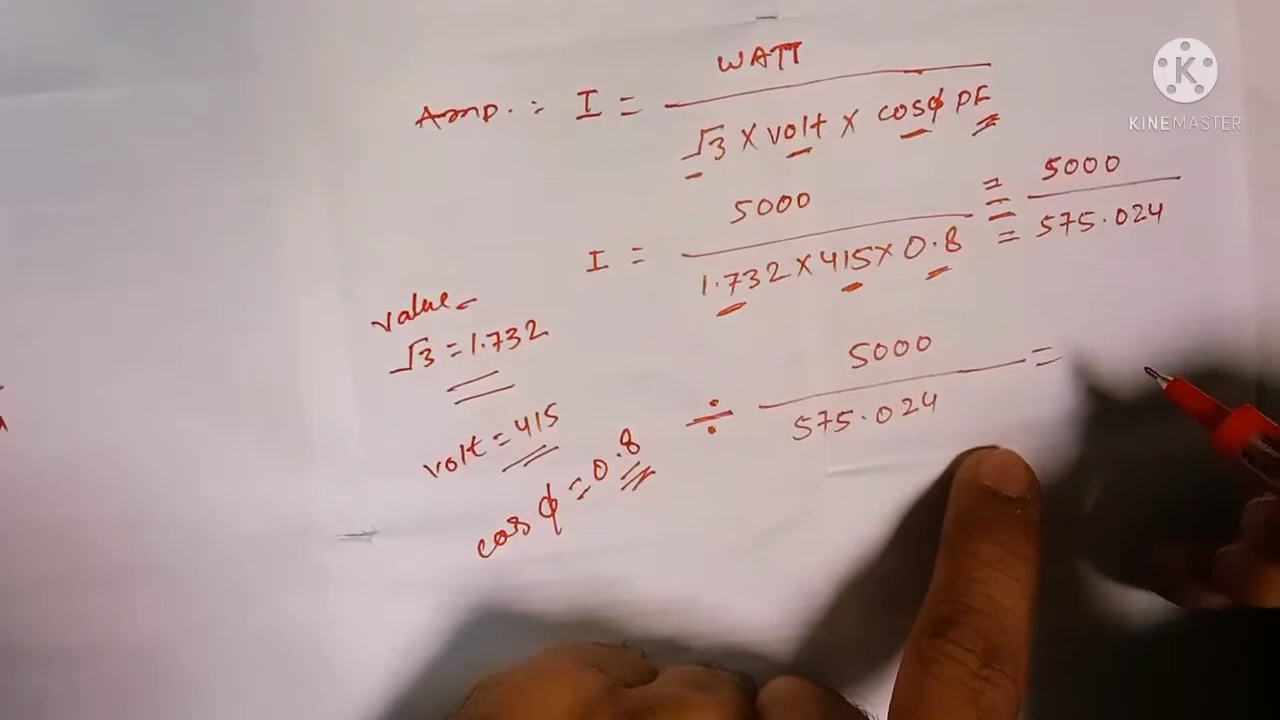 WATT
Amp. : I =
√3 × volt × cosϕ PF
KINEMASTER
5000
I =
1.732 × 415 × 0.8
=
=
5000
575.024
value
√3 = 1.732
volt = 415
cos ϕ = 0.8
÷
5000
575.024
=